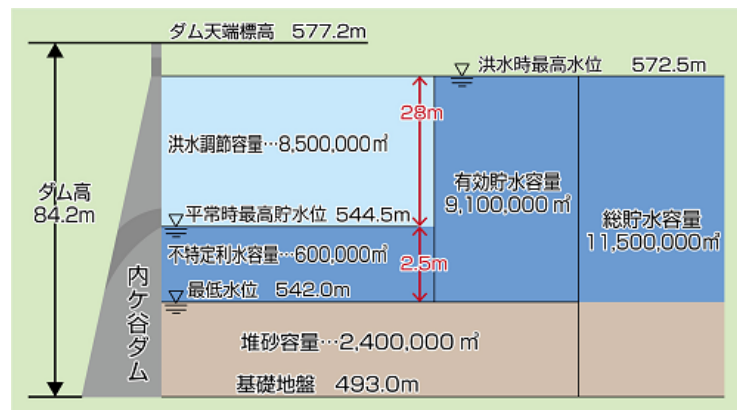 ダム天端標高 577.2m
洪水時最高水位 572.5m
28m
洪水調節容量…8,500,000㎥
有効貯水容量
9,100,000㎥
ダム高
84.2m
平常時最高貯水位 544.5m
総貯水容量
11,500,000㎥
不特定利水容量…600,000㎥
2.5m
最低水位 542.0m
内ケ谷ダム
堆砂容量…2,400,000㎥
基礎地盤 493.0m